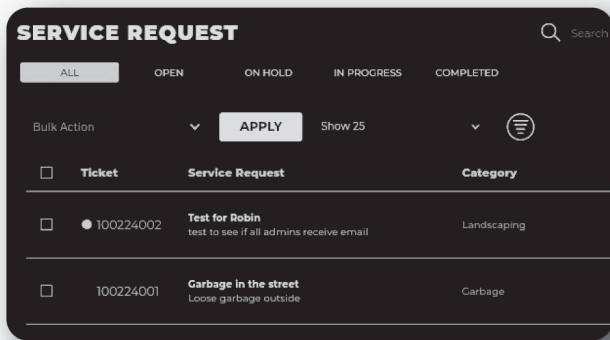 SERVICE REQUEST
Search
ALL OPEN ON HOLD IN PROGRESS COMPLETED
Bulk Action APPLY Show 25
Ticket Service Request Category
100224002 Test for Robin Landscaping
test to see if all admins receive email
100224001 Garbage in the street Garbage
Loose garbage outside